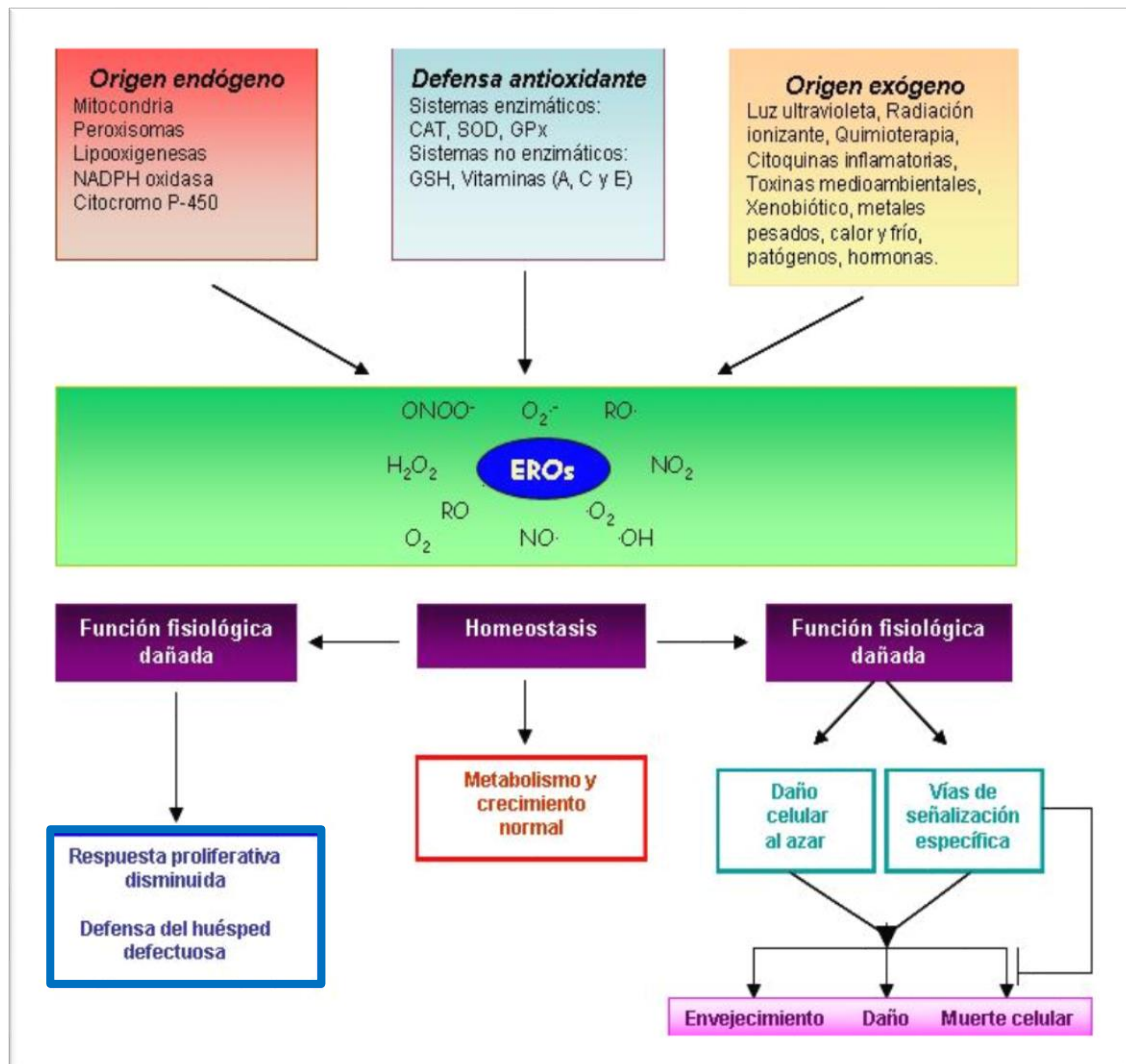 Origen endógeno
Mitocondria
Peroxisomas
Lipooxigenesas
NADPH oxidasa
Citocromo P-450
Defensa antioxidante
Sistemas enzimáticos:
CAT, SOD, GPx
Sistemas no enzimáticos:
GSH, Vitaminas (A, C y E)
Origen exógeno
Luz ultravioleta, Radiación
ionizante, Quimioterapia,
Citoquinas inflamatorias,
Toxinas medioambientales,
Xenobiótico, metales
pesados, calor y frío,
patógenos, hormonas.
ONOO⁻ O₂·⁻ RO·
H₂O₂ EROs NO₂
RO ·O₂
O₂ NO· ·OH
Función fisiológica
dañada
Homeostasis
Función fisiológica
dañada
Metabolismo y
crecimiento
normal
Daño
celular
al azar
Vías de
señalización
específica
Respuesta proliferativa
disminuida
Defensa del huésped
defectuosa
Envejecimiento Daño Muerte celular